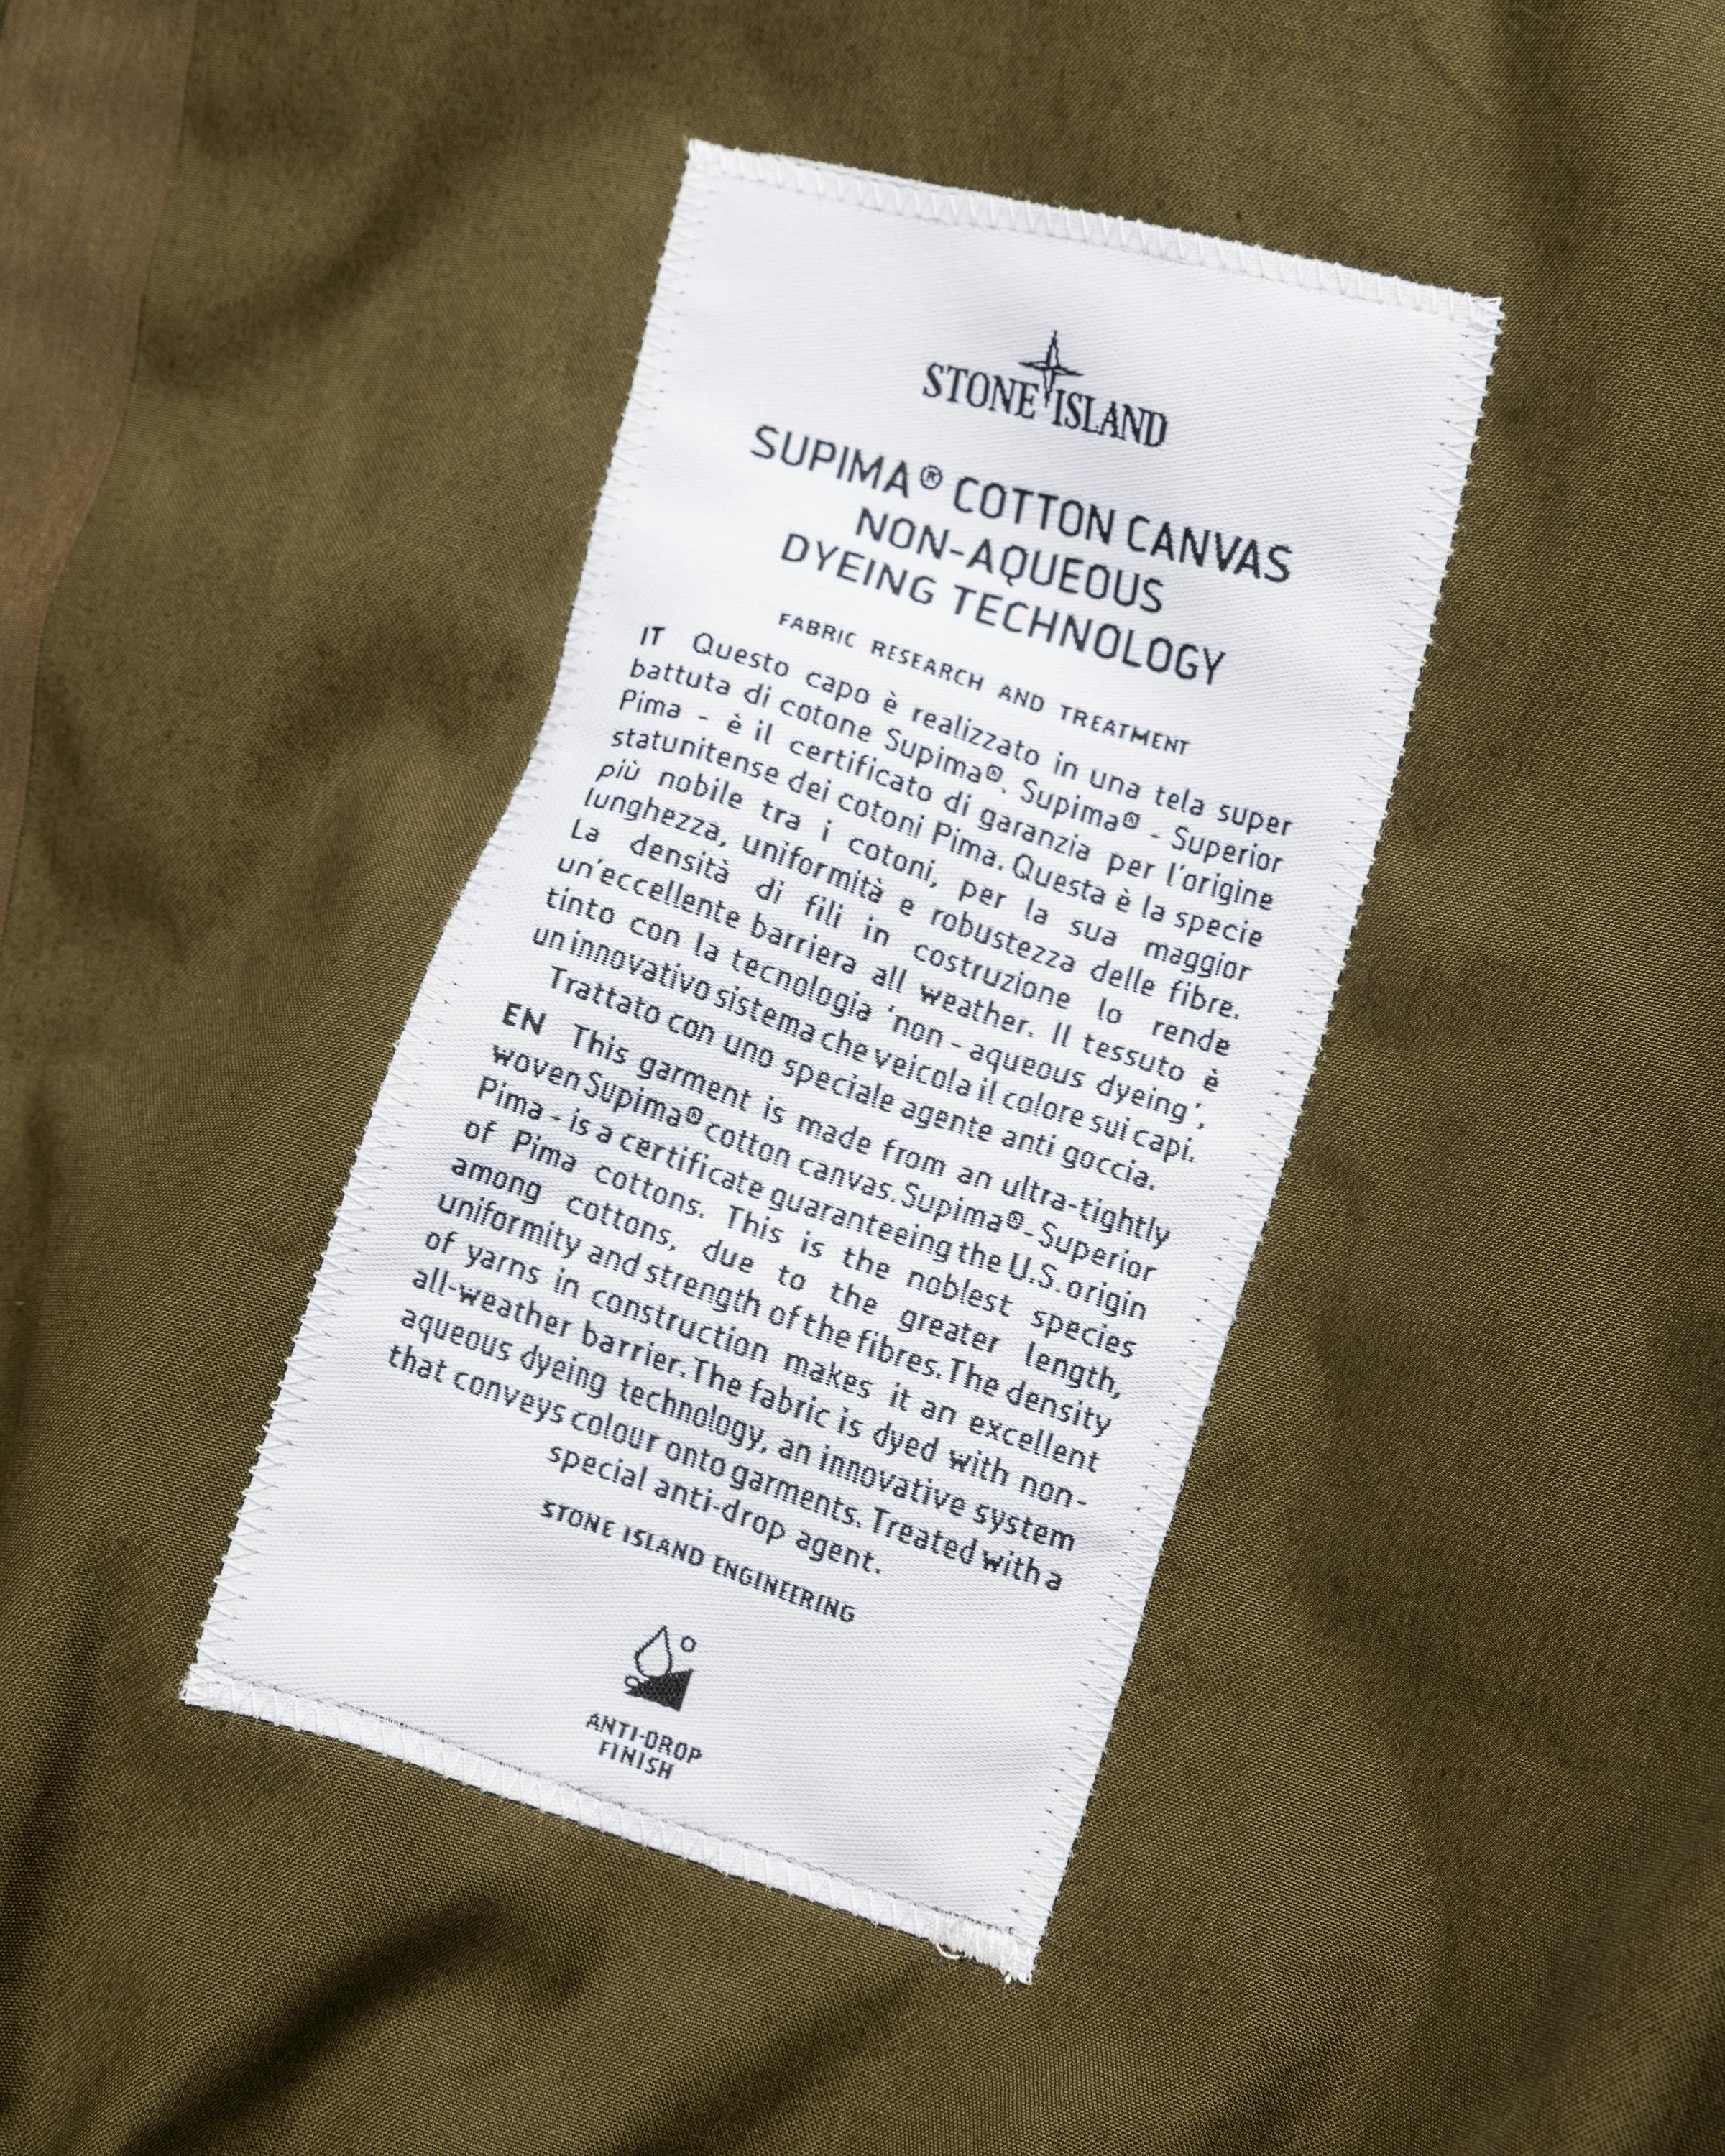 STONE ISLAND
SUPIMA® COTTON CANVAS
NON-AQUEOUS
DYEING TECHNOLOGY
FABRIC RESEARCH AND TREATMENT
IT Questo capo è realizzato in una tela super
battuta di cotone Supima®. Supima® - Superior
Pima - è il certificato di garanzia per l'origine
statunitense dei cotoni Pima. Questa è la specie
più nobile tra i cotoni, per la sua maggior
lunghezza, uniformità e robustezza delle fibre.
La densità di fili in costruzione lo rende
un'eccellente barriera all weather. Il tessuto è
tinto con la tecnologia 'non - aqueous dyeing',
un innovativo sistema che veicola il colore sui capi.
Trattato con uno speciale agente anti goccia.
EN This garment is made from an ultra-tightly
woven Supima® cotton canvas. Supima® - Superior
Pima - is a certificate guaranteeing the U.S. origin
of Pima cottons. This is the noblest species
among cottons, due to the greater length,
uniformity and strength of the fibres. The density
of yarns in construction makes it an excellent
all-weather barrier. The fabric is dyed with non-
aqueous dyeing technology, an innovative system
that conveys colour onto garments. Treated with a
special anti-drop agent.
STONE ISLAND ENGINEERING
ANTI-DROP
FINISH